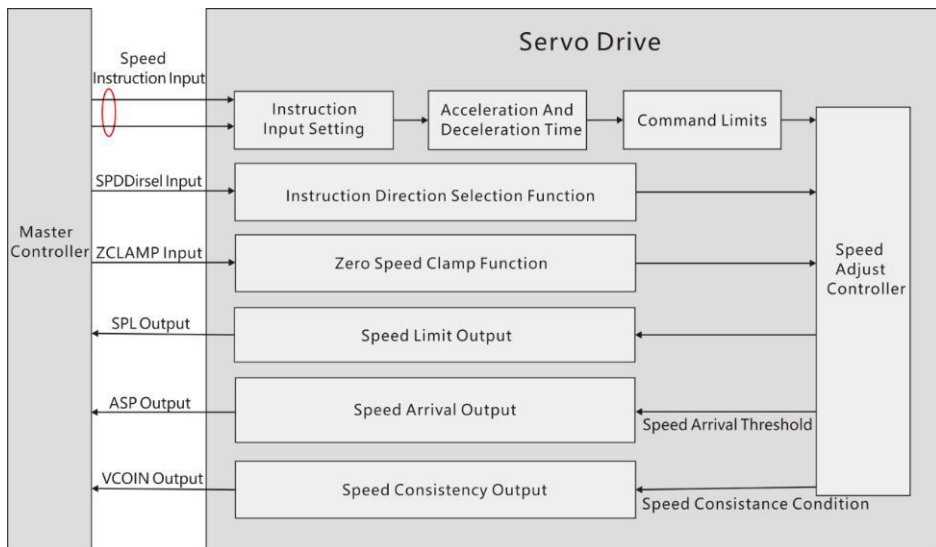 Servo Drive
Speed
Instruction Input
Instruction
Input Setting
Acceleration And
Deceleration Time
Command Limits
SPDDirsel Input
Instruction Direction Selection Function
Master
Controller
ZCLAMP Input
Zero Speed Clamp Function
Speed
Adjust
Controller
SPL Output
Speed Limit Output
ASP Output
Speed Arrival Output
Speed Arrival Threshold
VCOIN Output
Speed Consistency Output
Speed Consistance Condition